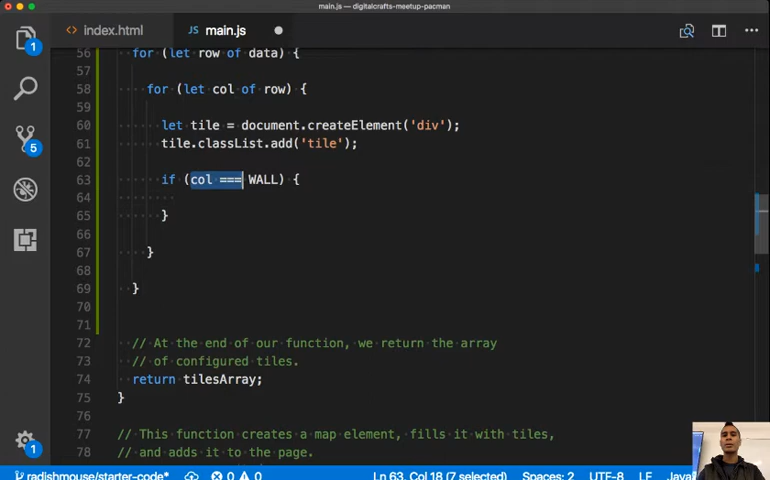 main.js — digitalcrafts-meetup-pacman
index.html
JS main.js
56 for (let row of data) {
57
58 for (let col of row) {
59
60 let tile = document.createElement('div');
61 tile.classList.add('tile');
62
63 if (col === WALL) {
64
65 }
66
67 }
68
69 }
70
71
72 // At the end of our function, we return the array
73 // of configured tiles.
74 return tilesArray;
75 }
76
77 // This function creates a map element, fills it with tiles,
78 // and adds it to the page.
1
5
1
radishmouse/starter-code* 0 0 Ln 63, Col 18 (7 selected) Spaces: 2 UTF-8 LF